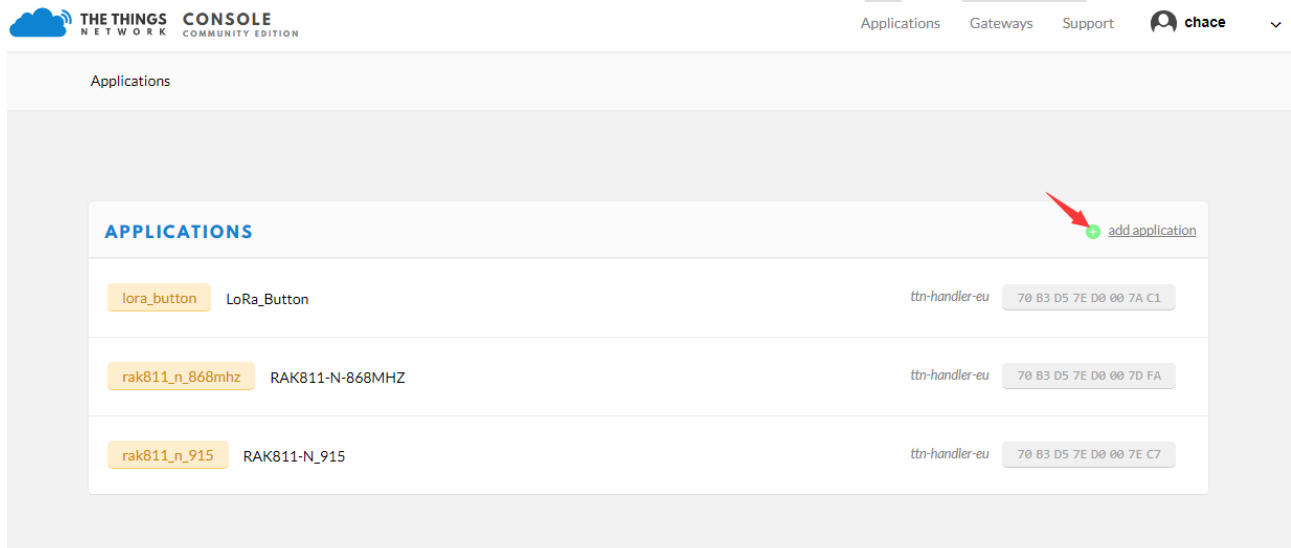 THE THINGS NETWORK CONSOLE COMMUNITY EDITION
Applications Gateways Support chace
Applications
APPLICATIONS
add application
lora_button LoRa_Button ttn-handler-eu 70 B3 D5 7E D0 00 7A C1
rak811_n_868mhz RAK811-N-868MHZ ttn-handler-eu 70 B3 D5 7E D0 00 7D FA
rak811_n_915 RAK811-N_915 ttn-handler-eu 70 B3 D5 7E D0 00 7E C7